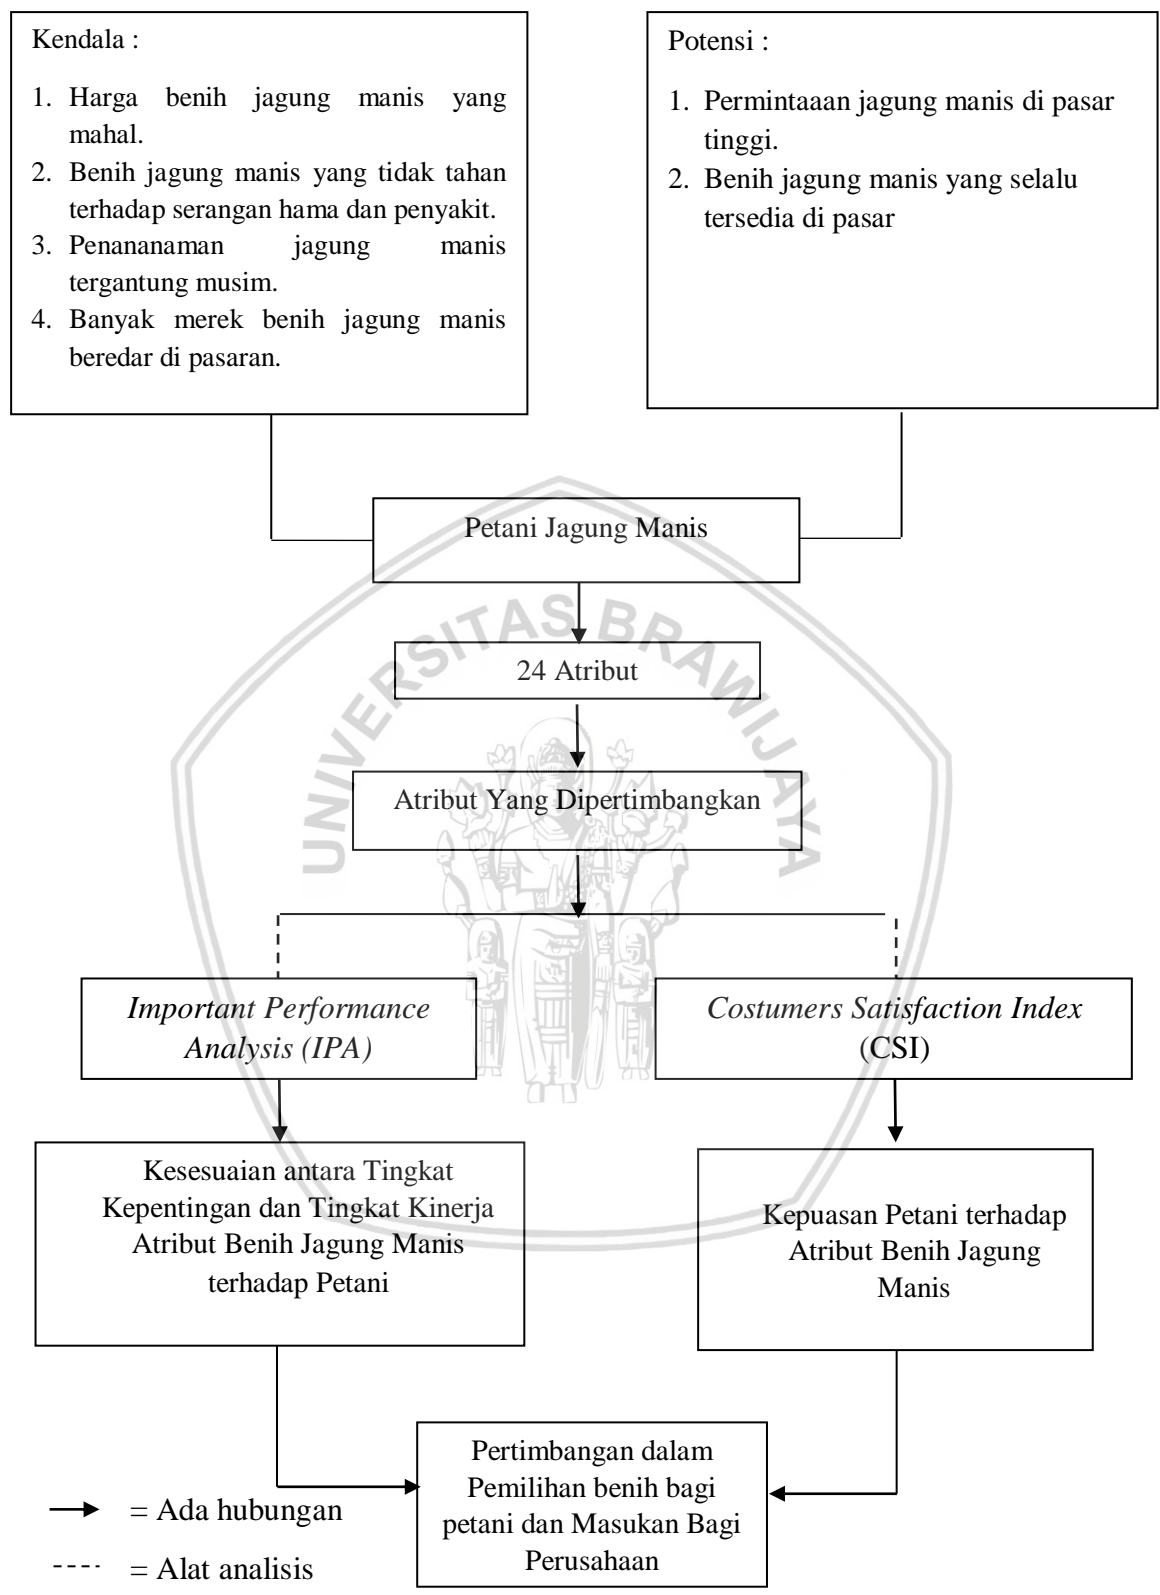 Kendala :
1. Harga benih jagung manis yang
mahal.
2. Benih jagung manis yang tidak tahan
terhadap serangan hama dan penyakit.
3. Penananaman jagung manis
tergantung musim.
4. Banyak merek benih jagung manis
beredar di pasaran.
Potensi :
1. Permintaaan jagung manis di pasar
tinggi.
2. Benih jagung manis yang selalu
tersedia di pasar
Petani Jagung Manis
UNIVERSITAS BRAWIJAYA
24 Atribut
Atribut Yang Dipertimbangkan
Important Performance
Analysis (IPA)
Costumers Satisfaction Index
(CSI)
Kesesuaian antara Tingkat
Kepentingan dan Tingkat Kinerja
Atribut Benih Jagung Manis
terhadap Petani
Kepuasan Petani terhadap
Atribut Benih Jagung
Manis
Pertimbangan dalam
Pemilihan benih bagi
petani dan Masukan Bagi
Perusahaan
= Ada hubungan
= Alat analisis